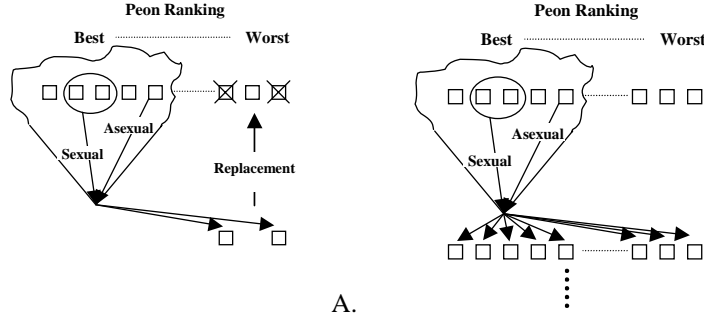 Peon Ranking
Best
Worst
Asexual
Sexual
Replacement
Peon Ranking
Best
Worst
Asexual
Sexual
A.